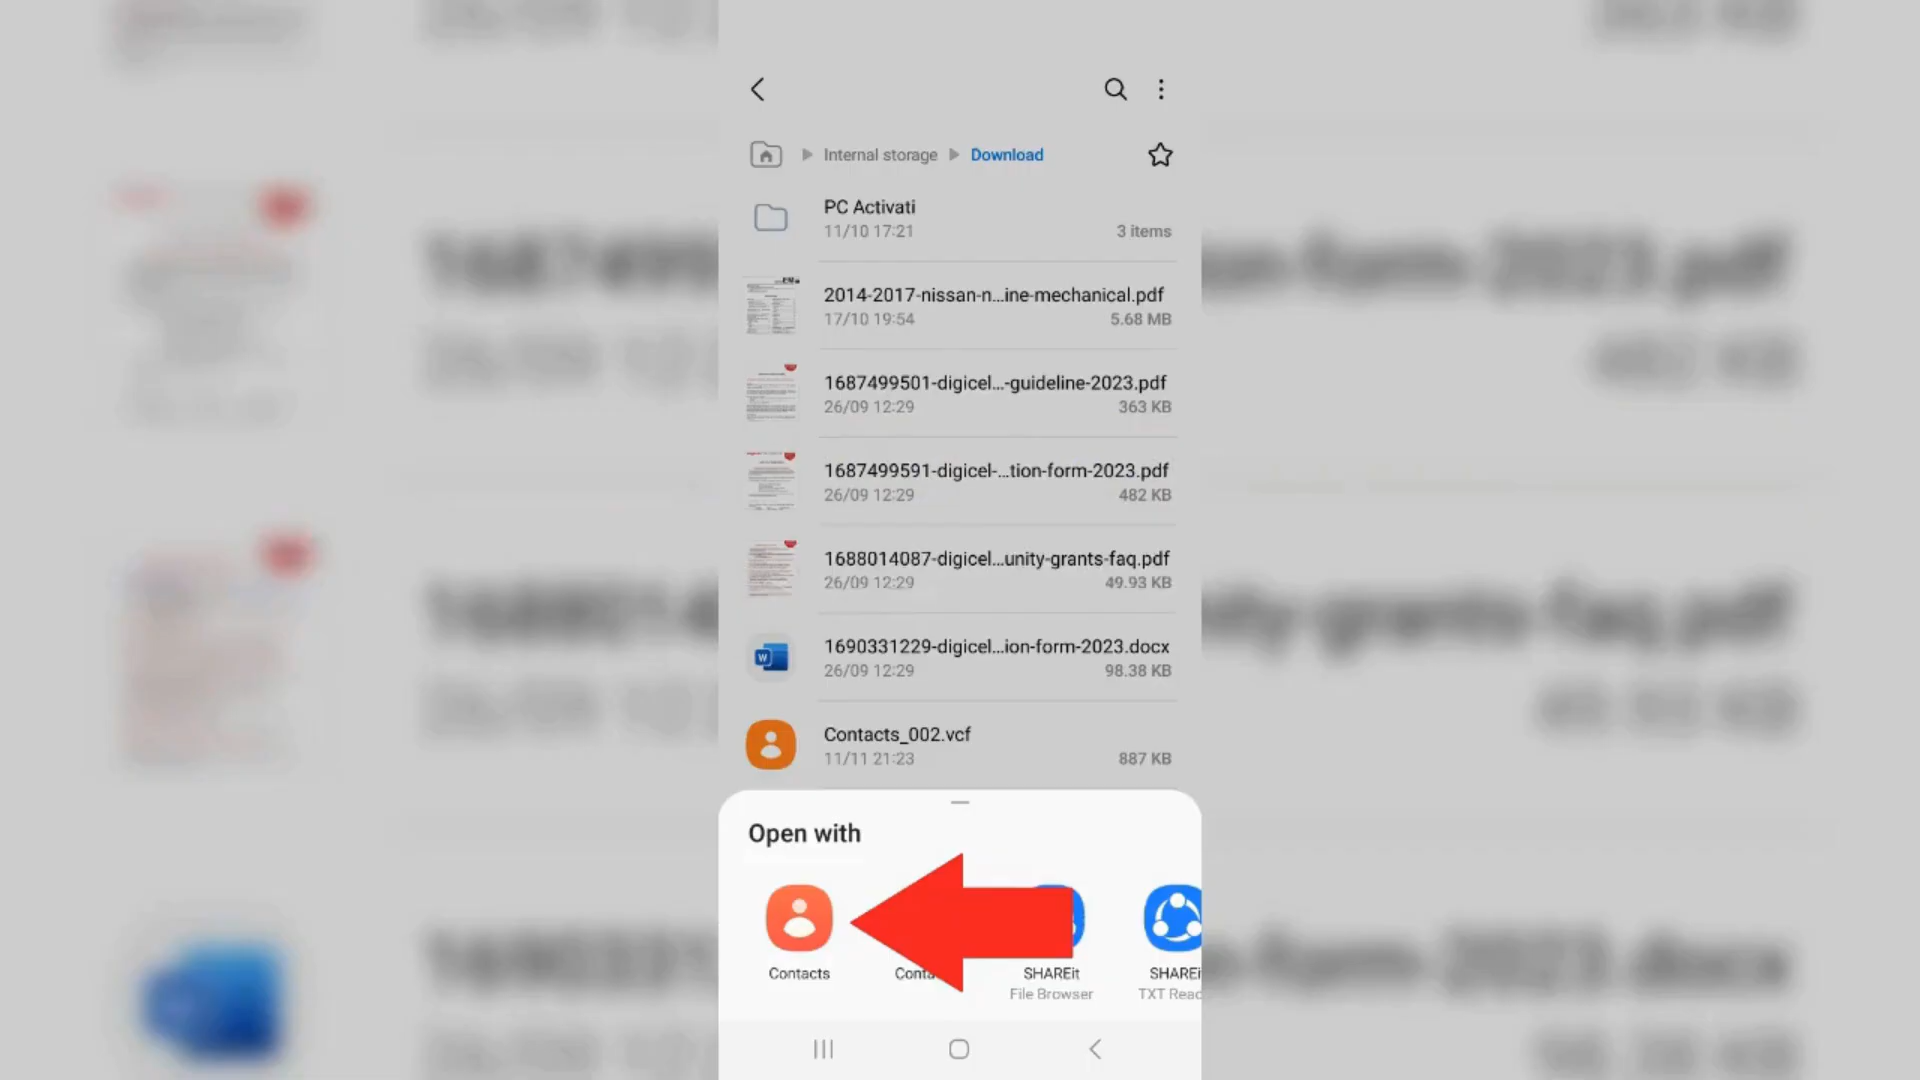 Internal storage
Download
PC Activati
11/10 17:21
3 items
2014-2017-nissan-n...ine-mechanical.pdf
17/10 19:54
5.68 MB
1687499501-digicel...-guideline-2023.pdf
26/09 12:29
363 KB
1687499591-digicel-...tion-form-2023.pdf
26/09 12:29
482 KB
1688014087-digicel...unity-grants-faq.pdf
26/09 12:29
49.93 KB
1690331229-digicel...ion-form-2023.docx
26/09 12:29
98.38 KB
Contacts_002.vcf
11/11 21:23
887 KB
Open with
Contacts
Conta
SHAREit
SHAREi
File Browser
TXT Read